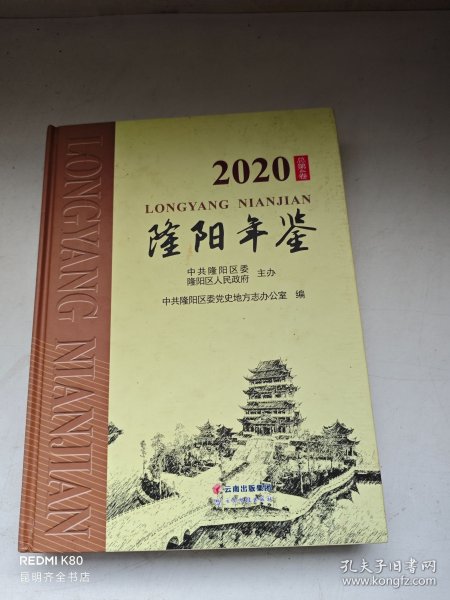 LONGYANG NIANJIAN
2020
LONGYANG NIANJIAN
隆阳年鉴
中共隆阳区委
隆阳区人民政府 主办
中共隆阳区委党史地方志办公室 编
云南出版集团
REDMI K80
昆明齐全书店
孔夫子旧书网
www.kongfz.com